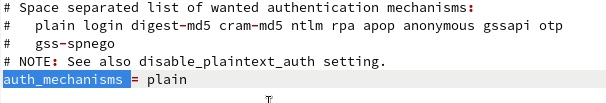 # Space separated list of wanted authentication mechanisms:
#   plain login digest-md5 cram-md5 ntlm rpa apop anonymous gssapi otp
#   gss-spnego
# NOTE: See also disable_plaintext_auth setting.
auth_mechanisms = plain